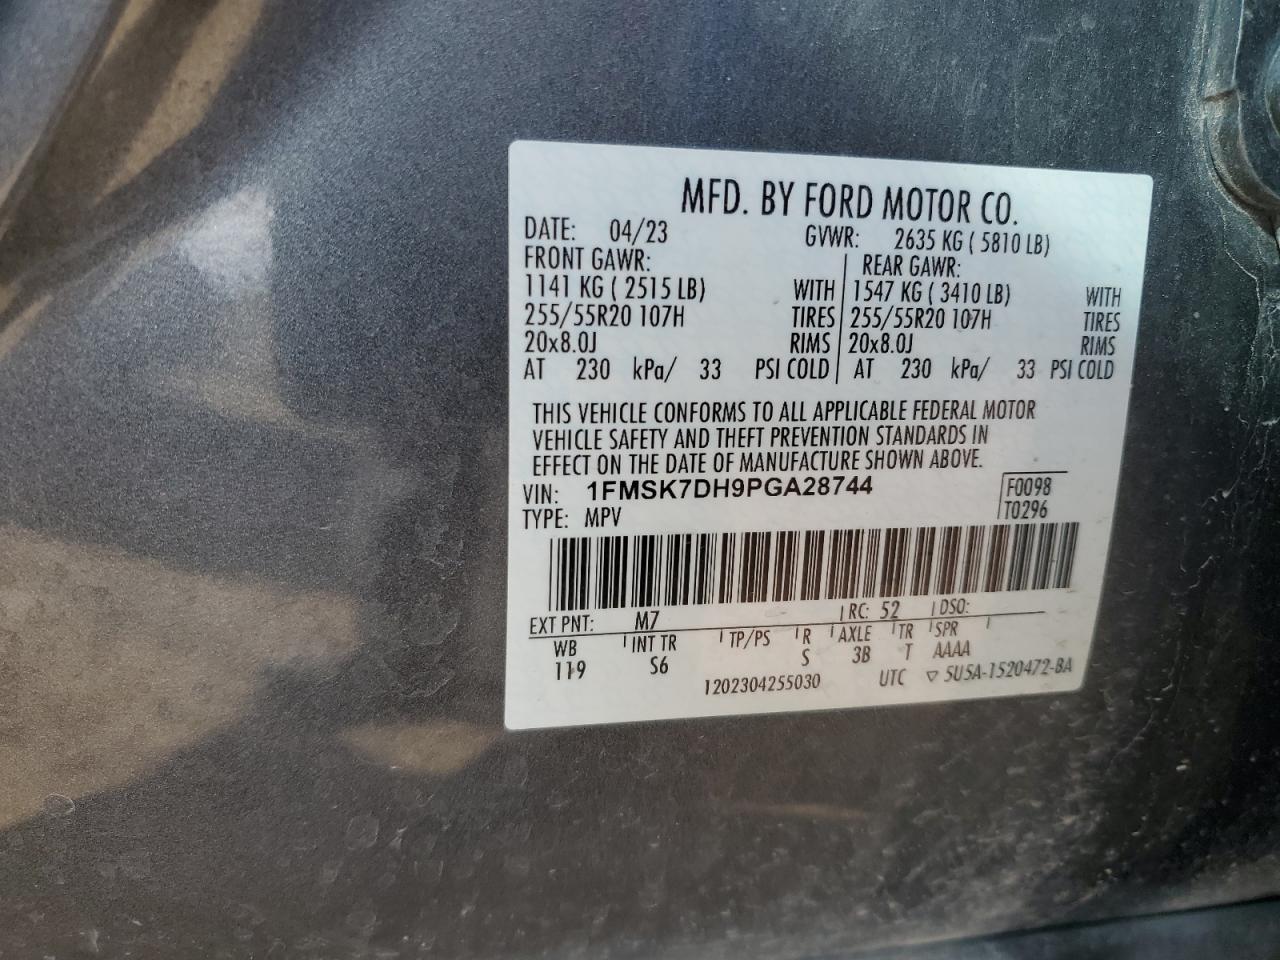 MFD. BY FORD MOTOR CO.
DATE: 04/23 GVWR: 2635 KG ( 5810 LB)
FRONT GAWR: REAR GAWR:
1141 KG ( 2515 LB) WITH 1547 KG ( 3410 LB) WITH
255/55R20 107H TIRES 255/55R20 107H TIRES
20x8.0J RIMS 20x8.0J RIMS
AT 230 kPa/ 33 PSI COLD AT 230 kPa/ 33 PSI COLD
THIS VEHICLE CONFORMS TO ALL APPLICABLE FEDERAL MOTOR
VEHICLE SAFETY AND THEFT PREVENTION STANDARDS IN
EFFECT ON THE DATE OF MANUFACTURE SHOWN ABOVE.
VIN: 1FMSK7DH9PGA28744 F0098
TYPE: MPV T0296
EXT PNT: M7 RC: 52 DSO:
WB INT TR TP/PS R AXLE TR SPR
119 S6 S 3B T AAAA
1202304255030 UTC ▽ 5U5A-1520472-BA